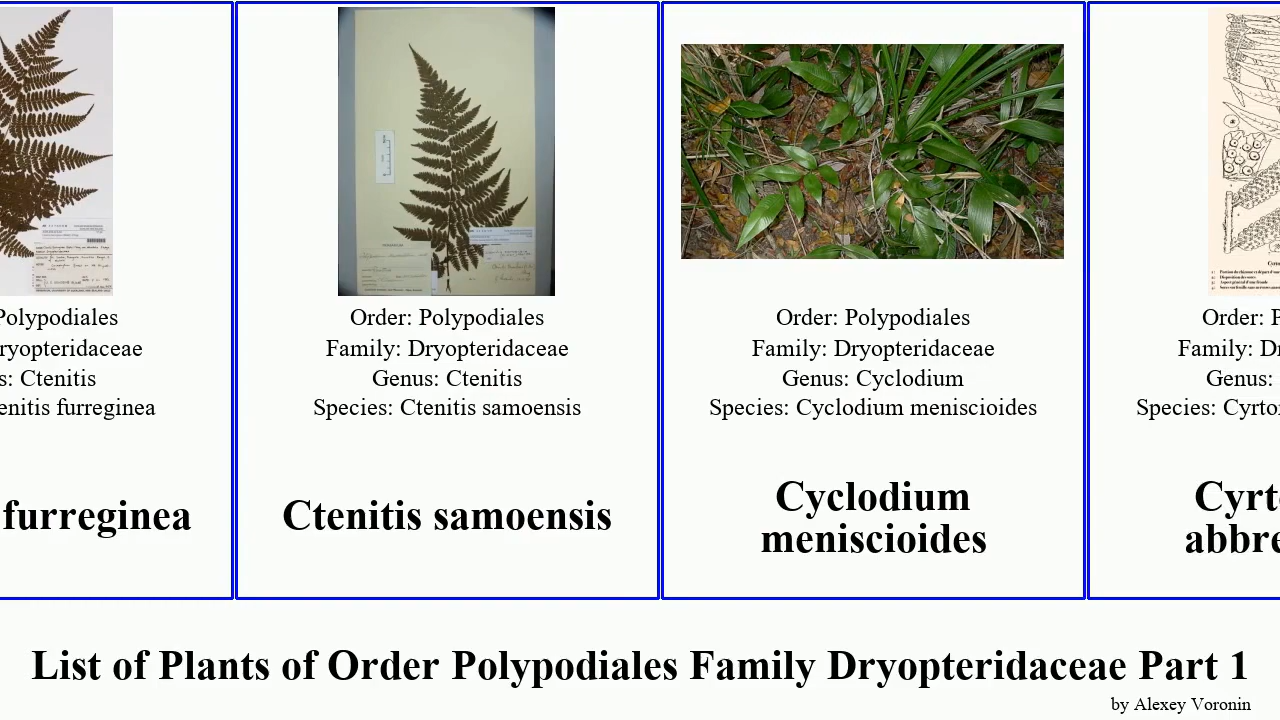 Polypodiales
ryopteridaceae
s: Ctenitis
enitis furreginea
furreginea
Order: Polypodiales
Family: Dryopteridaceae
Genus: Ctenitis
Species: Ctenitis samoensis
Ctenitis samoensis
Order: Polypodiales
Family: Dryopteridaceae
Genus: Cyclodium
Species: Cyclodium meniscioides
Cyclodium
meniscioides
Order: P
Family: Dr
Genus:
Species: Cyrto
Cyrt
abbre
List of Plants of Order Polypodiales Family Dryopteridaceae Part 1
by Alexey Voronin